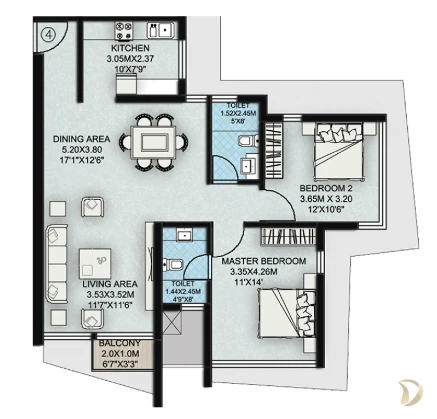 4
KITCHEN
3.05MX2.37
10'X7'9"
TOILET
1.52X2.45M
5'X8'
DINING AREA
5.20X3.80
17'1"X12'6"
BEDROOM 2
3.65M X 3.20
12'X10'6"
MASTER BEDROOM
3.35X4.26M
11'X14'
LIVING AREA
3.53X3.52M
11'7"X11'6"
TOILET
1.44X2.45M
4'9"X8'
BALCONY
2.0X1.0M
6'7"X3'3"